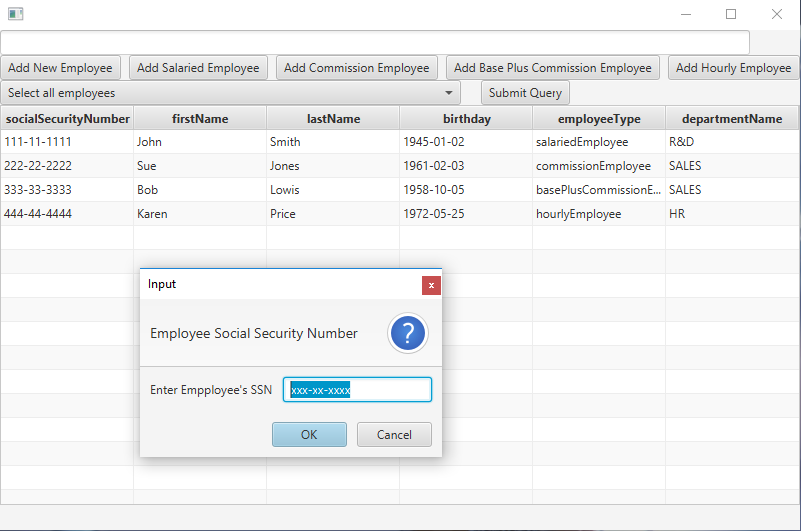 Add New Employee Add Salaried Employee Add Commission Employee Add Base Plus Commission Employee Add Hourly Employee
Select all employees Submit Query
socialSecurityNumber firstName lastName birthday employeeType departmentName
111-11-1111 John Smith 1945-01-02 salariedEmployee R&D
222-22-2222 Sue Jones 1961-02-03 commissionEmployee SALES
333-33-3333 Bob Lowis 1958-10-05 basePlusCommissionE... SALES
444-44-4444 Karen Price 1972-05-25 hourlyEmployee HR
Input
x
Employee Social Security Number
?
Enter Empployee's SSN xxx-xx-xxxx
OK Cancel